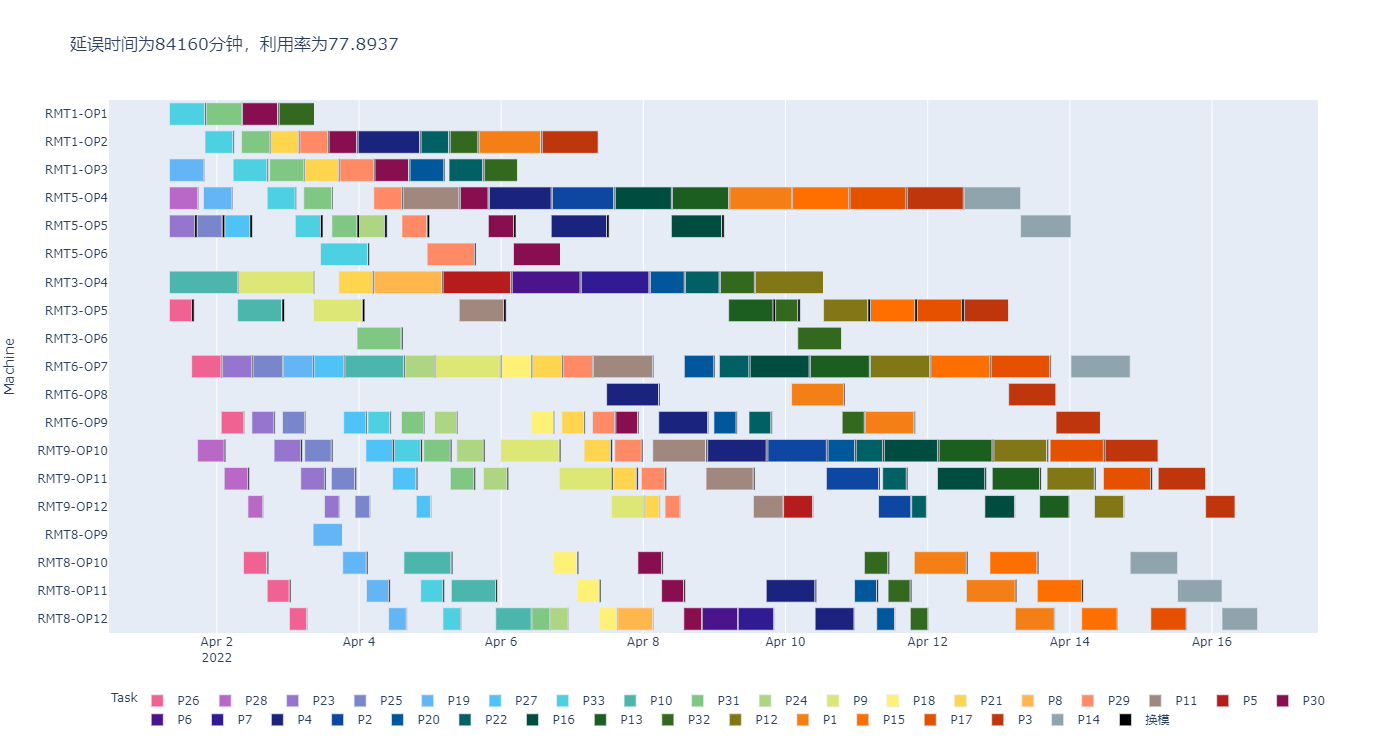 延误时间为84160分钟，利用率为77.8937
RMT1-OP1
RMT1-OP2
RMT1-OP3
RMT5-OP4
RMT5-OP5
RMT5-OP6
RMT3-OP4
RMT3-OP5
RMT3-OP6
RMT6-OP7
RMT6-OP8
RMT6-OP9
RMT9-OP10
RMT9-OP11
RMT9-OP12
RMT8-OP9
RMT8-OP10
RMT8-OP11
RMT8-OP12
Machine
Apr 2 Apr 4 Apr 6 Apr 8 Apr 10 Apr 12 Apr 14 Apr 16
2022
Task P26 P28 P23 P25 P19 P27 P33 P10 P31 P24 P9 P18 P21 P8 P29 P11 P5 P30
P6 P7 P4 P2 P20 P22 P16 P13 P32 P12 P1 P15 P17 P3 P14 换模